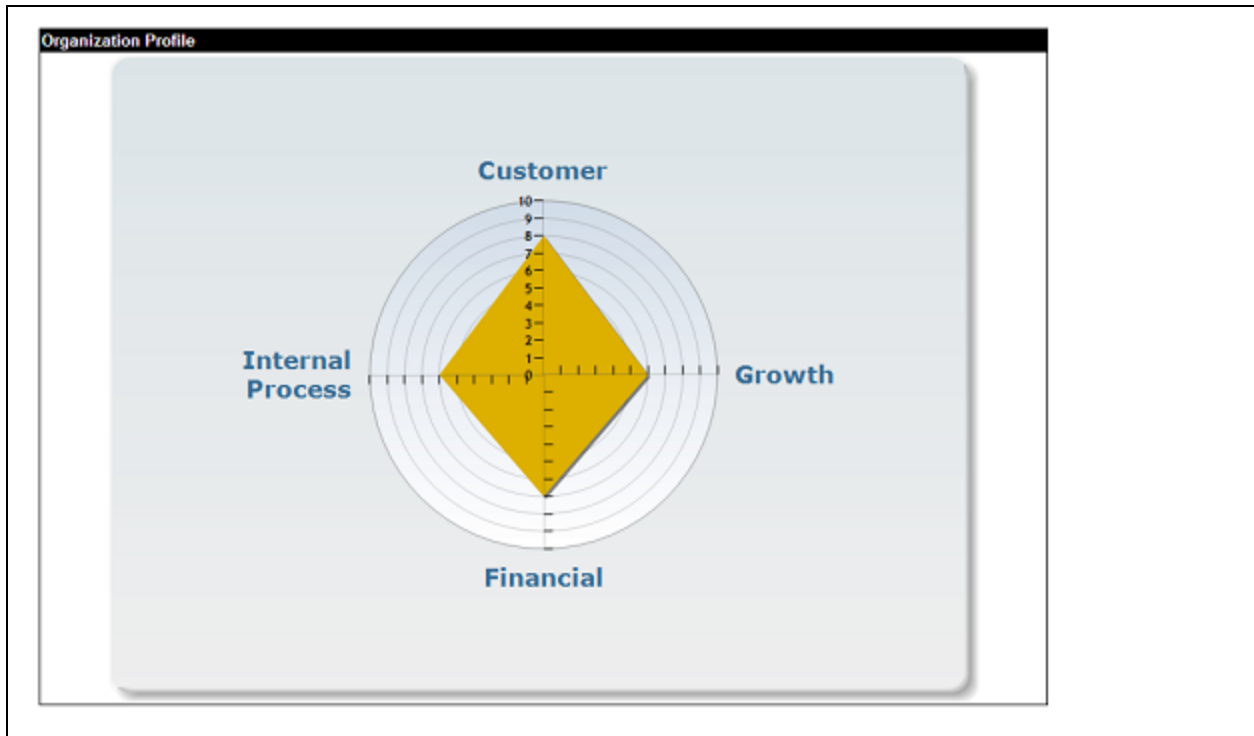 Organization Profile
Customer
10
9
8
7
6
5
4
3
2
1
0
Internal
Process
Growth
Financial